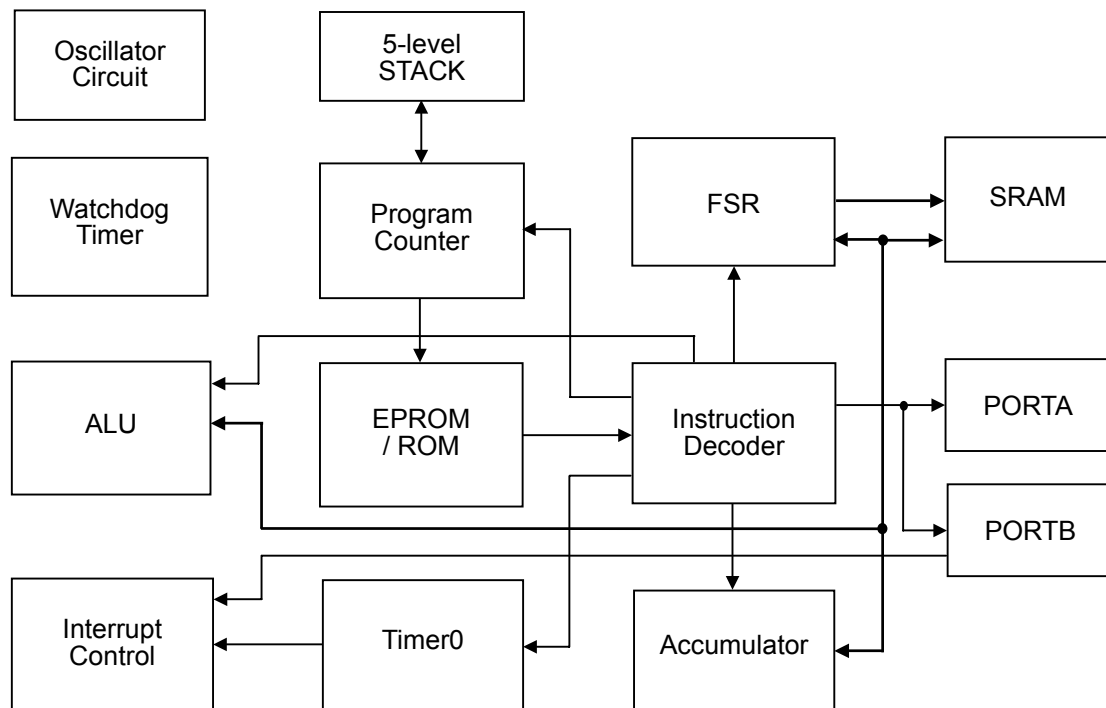 Oscillator
Circuit
5-level
STACK
Watchdog
Timer
Program
Counter
FSR
SRAM
ALU
EPROM
/ ROM
Instruction
Decoder
PORTA
PORTB
Interrupt
Control
Timer0
Accumulator